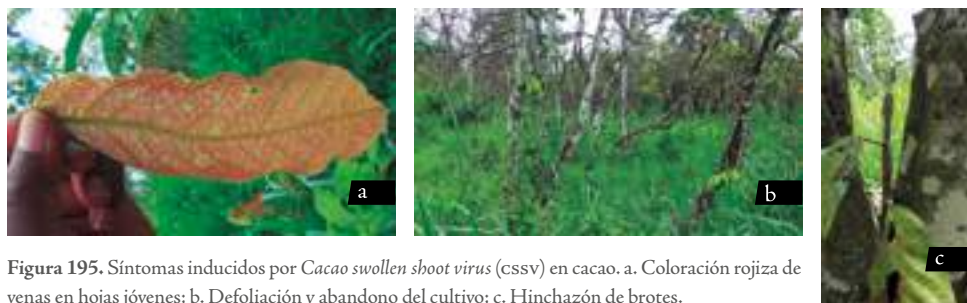 a
b
c
Figura 195. Síntomas inducidos por Cacao swollen shoot virus (CSSV) en cacao. a. Coloración rojiza de
venas en hojas jóvenes; b. Defoliación y abandono del cultivo; c. Hinchazón de brotes.